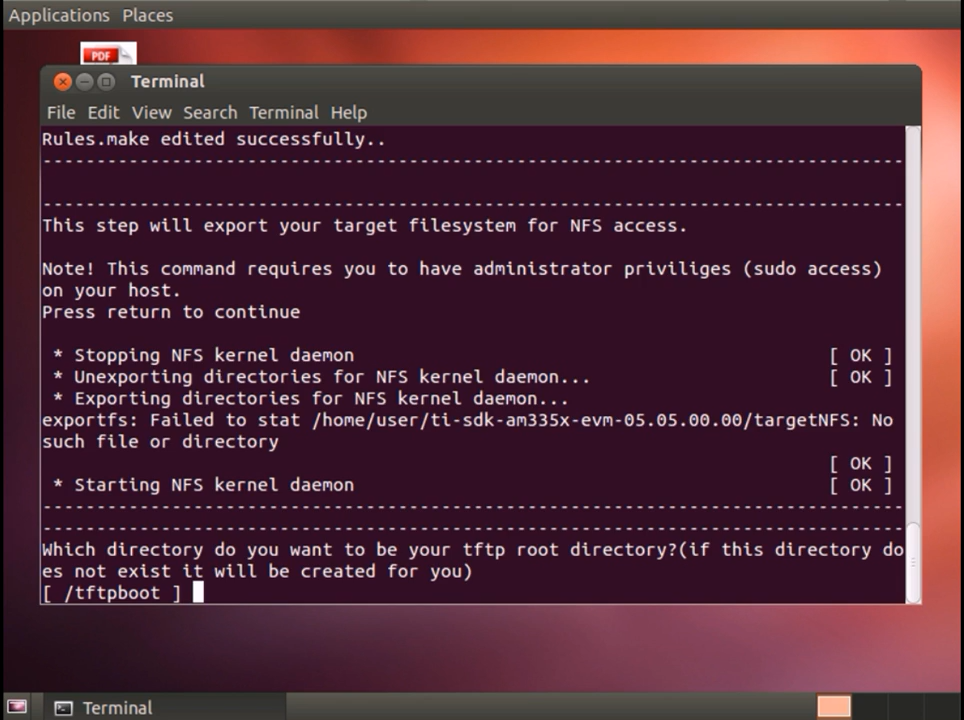 Applications Places
PDF
Terminal
File Edit View Search Terminal Help
Rules.make edited successfully..
--------------------------------------------------------------------------------
--------------------------------------------------------------------------------
This step will export your target filesystem for NFS access.
Note! This command requires you to have administrator priviliges (sudo access)
on your host.
Press return to continue
* Stopping NFS kernel daemon [ OK ]
* Unexporting directories for NFS kernel daemon... [ OK ]
* Exporting directories for NFS kernel daemon...
exportfs: Failed to stat /home/user/ti-sdk-am335x-evm-05.05.00.00/targetNFS: No
such file or directory
[ OK ]
* Starting NFS kernel daemon [ OK ]
--------------------------------------------------------------------------------
--------------------------------------------------------------------------------
Which directory do you want to be your tftp root directory?(if this directory do
es not exist it will be created for you)
[ /tftpboot ]
Terminal